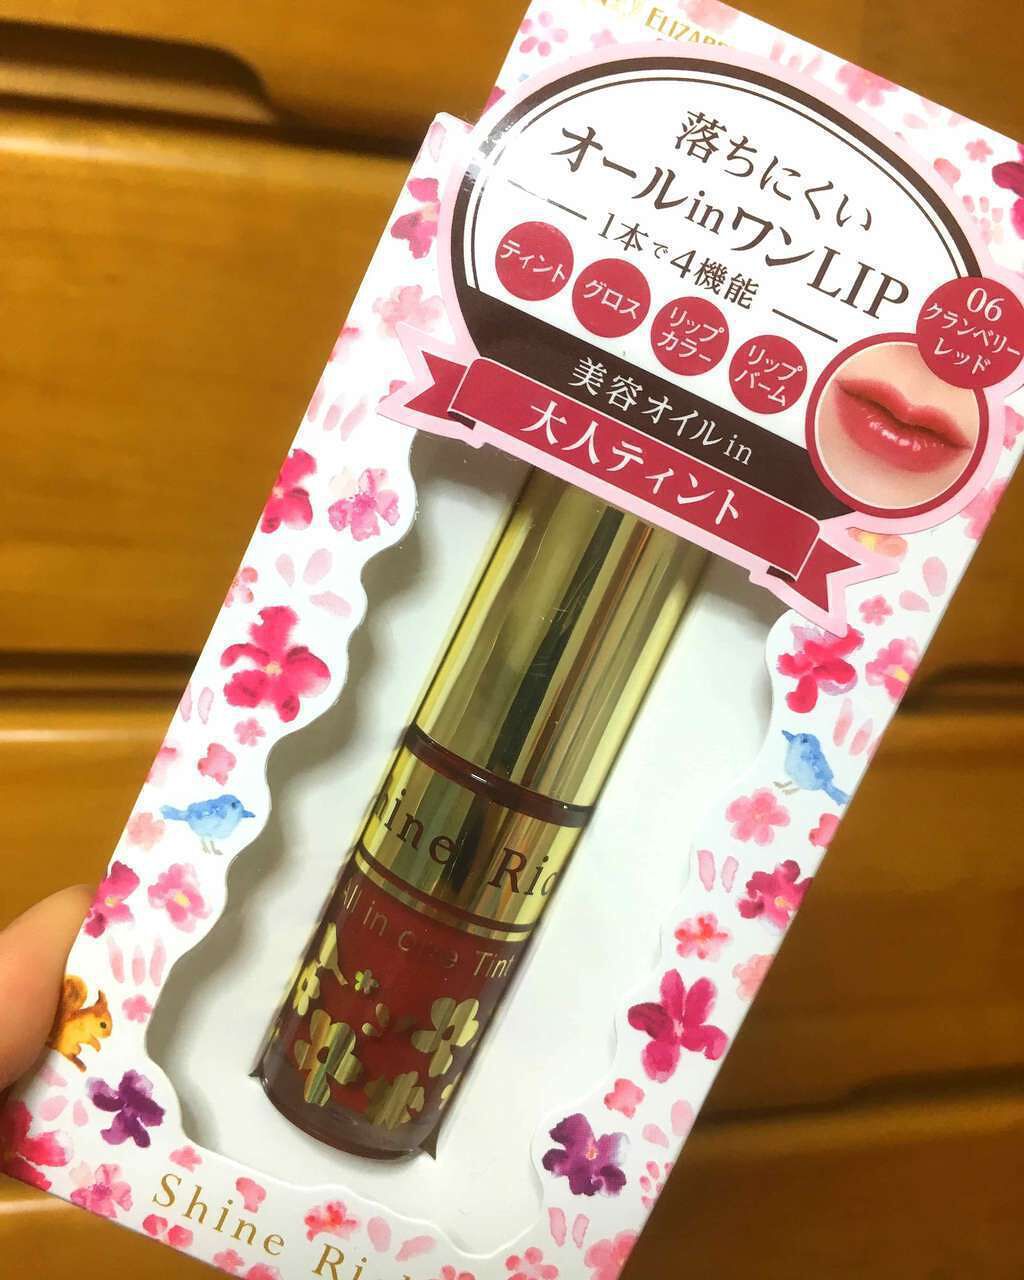 ELIZAB
落ちにくい
オールinワンLIP
1本で4機能
ティント
グロス
リップ
カラー
リップ
バーム
06
クランベリー
レッド
美容オイルin
大人ティント
hine Ric
All in one Tint
Shine Ri